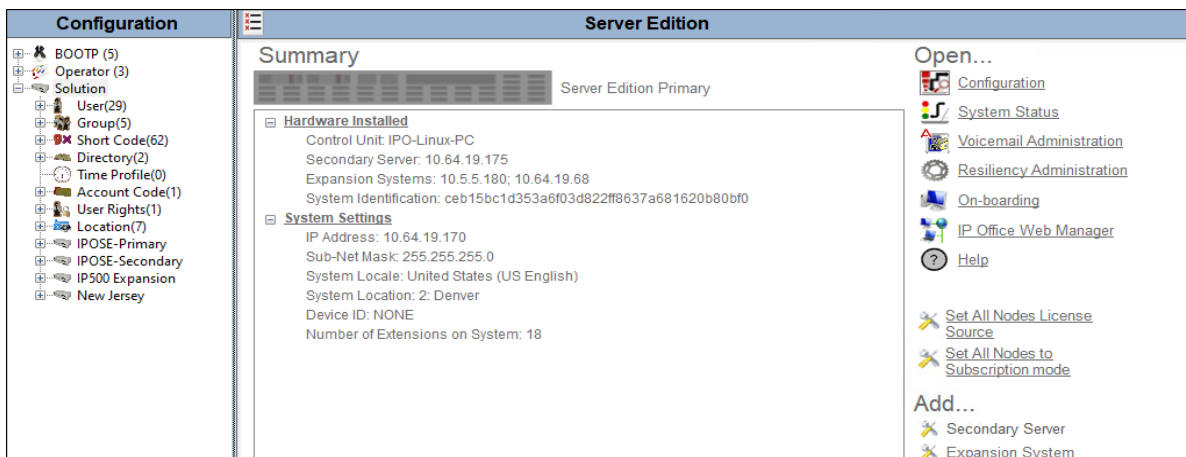 Configuration
Server Edition
BOOTP (5)
Operator (3)
Solution
User(29)
Group(5)
Short Code(62)
Directory(2)
Time Profile(0)
Account Code(1)
User Rights(1)
Location(7)
IPOSE-Primary
IPOSE-Secondary
IP500 Expansion
New Jersey
Summary
Server Edition Primary
Hardware Installed
Control Unit: IPO-Linux-PC
Secondary Server: 10.64.19.175
Expansion Systems: 10.5.5.180; 10.64.19.68
System Identification: ceb15bc1d353a6f03d822ff8637a681620b80bf0
System Settings
IP Address: 10.64.19.170
Sub-Net Mask: 255.255.255.0
System Locale: United States (US English)
System Location: 2: Denver
Device ID: NONE
Number of Extensions on System: 18
Open...
Configuration
System Status
Voicemail Administration
Resiliency Administration
On-boarding
IP Office Web Manager
Help
Set All Nodes License
Source
Set All Nodes to
Subscription mode
Add...
Secondary Server
Expansion System